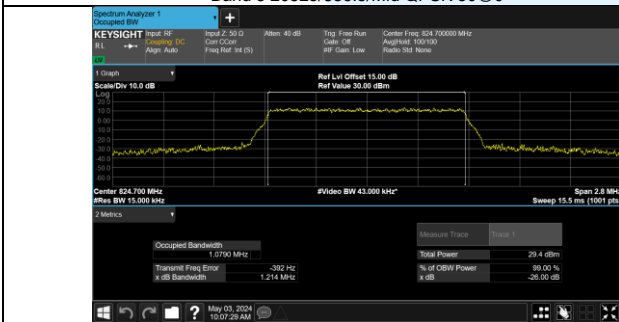 Spectrum Analyzer 1
Occupied BW
+
KEYSIGHT
R L
Input: RF
Coupling: DC
Align: Auto
Input Z: 50 Ω
Corr CCorr
Freq Ref: Int (S)
Atten: 40 dB
Trig: Free Run
Gate: Off
#IF Gain: Low
Center Freq: 824.700000 MHz
Avg|Hold: 100/100
Radio Std: None
1 Graph
Scale/Div 10.0 dB
Ref Lvl Offset 15.00 dB
Ref Value 30.00 dBm
Log
20.0
10.0
0.00
-10.0
-20.0
-30.0
-40.0
-50.0
-60.0
Center 824.700 MHz
#Res BW 15.000 kHz
#Video BW 43.000 kHz*
Span 2.8 MHz
Sweep 15.5 ms (1001 pts)
2 Metrics
Measure Trace
Trace 1
Occupied Bandwidth
1.0790 MHz
Total Power
29.4 dBm
Transmit Freq Error
-392 Hz
% of OBW Power
99.00 %
x dB Bandwidth
1.214 MHz
x dB
-26.00 dB
?
May 03, 2024
10:07:29 AM